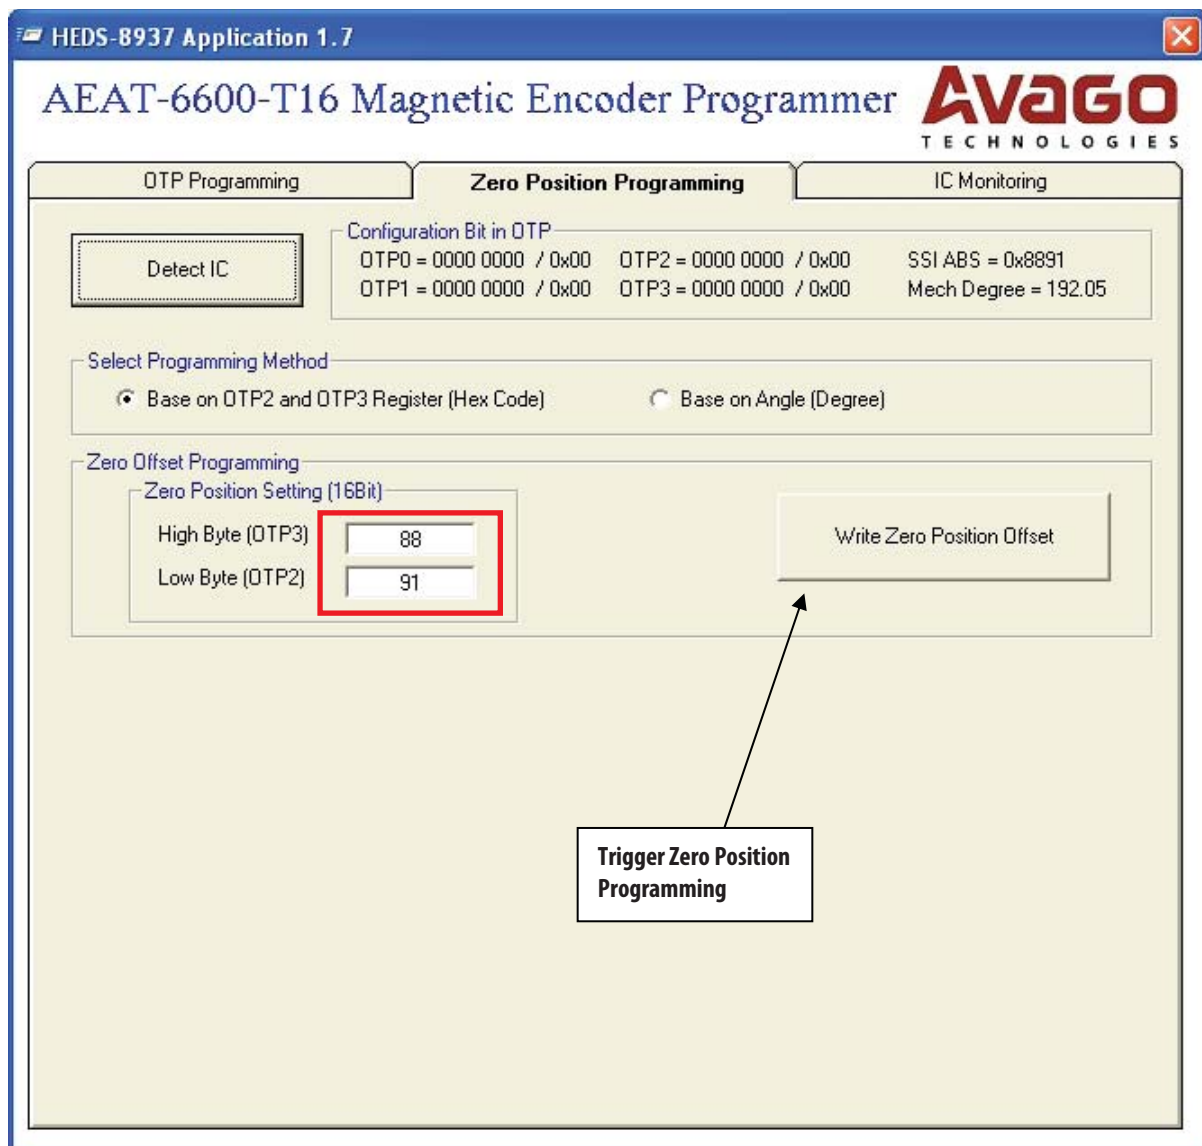 HEDS-8937 Application 1.7
AEAT-6600-T16 Magnetic Encoder Programmer
AVAGO
TECHNOLOGIES
OTP Programming
Zero Position Programming
IC Monitoring
Detect IC
Configuration Bit in OTP
OTP0 = 0000 0000 / 0x00 OTP2 = 0000 0000 / 0x00 SSI ABS = 0x8891
OTP1 = 0000 0000 / 0x00 OTP3 = 0000 0000 / 0x00 Mech Degree = 192.05
Select Programming Method
Base on OTP2 and OTP3 Register (Hex Code) Base on Angle (Degree)
Zero Offset Programming
Zero Position Setting (16Bit)
High Byte (OTP3) 88
Low Byte (OTP2) 91
Write Zero Position Offset
Trigger Zero Position
Programming